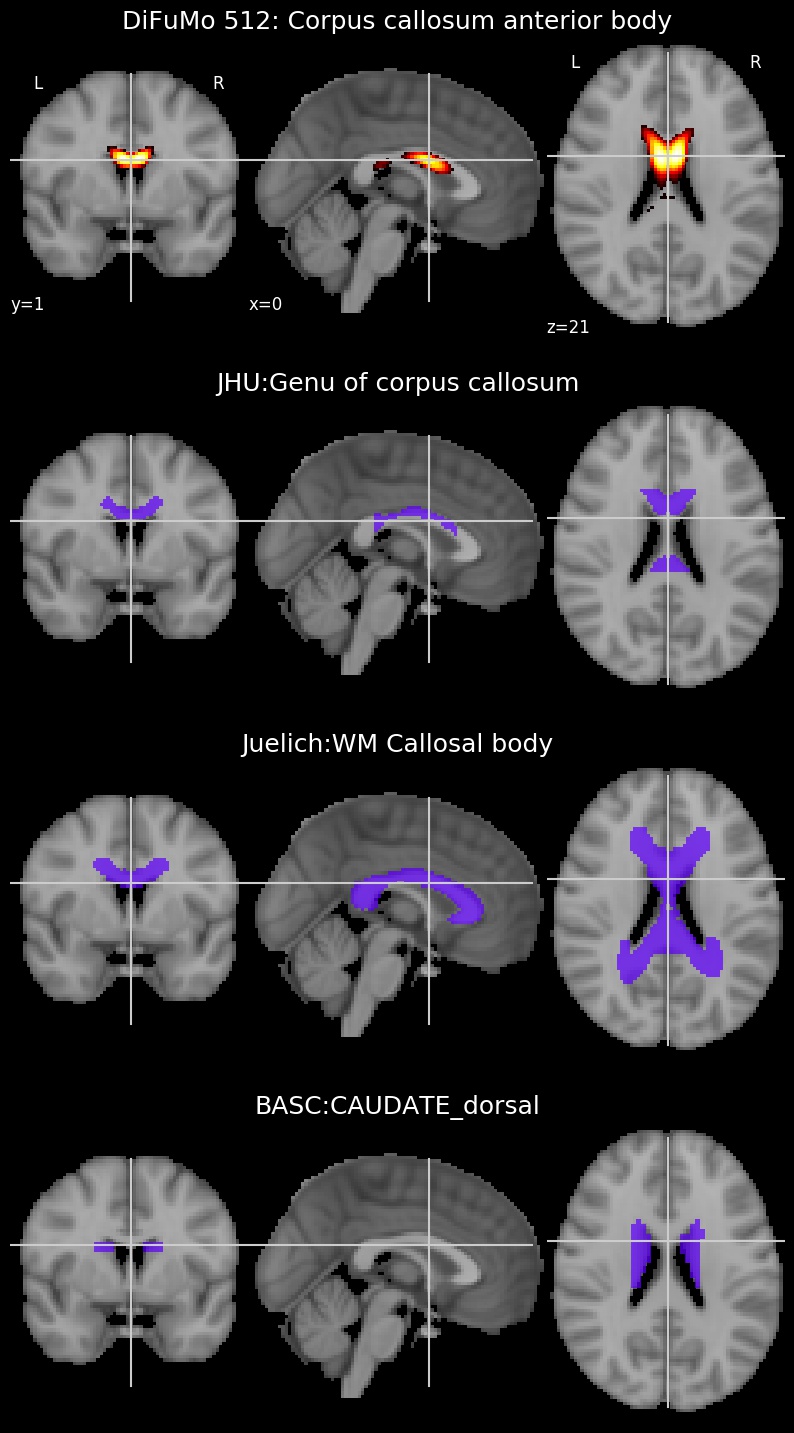 DiFuMo 512: Corpus callosum anterior body
L R L R
y=1 x=0 z=21
JHU:Genu of corpus callosum
Juelich:WM Callosal body
BASC:CAUDATE_dorsal